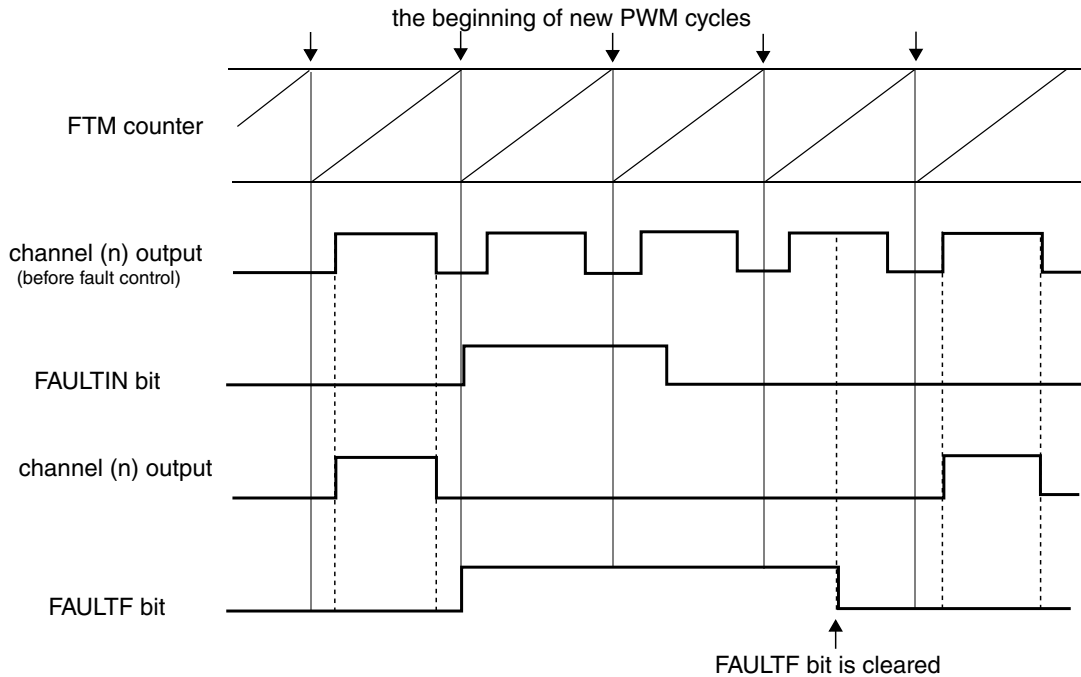 the beginning of new PWM cycles
FTM counter
channel (n) output
(before fault control)
FAULTIN bit
channel (n) output
FAULTF bit
FAULTF bit is cleared